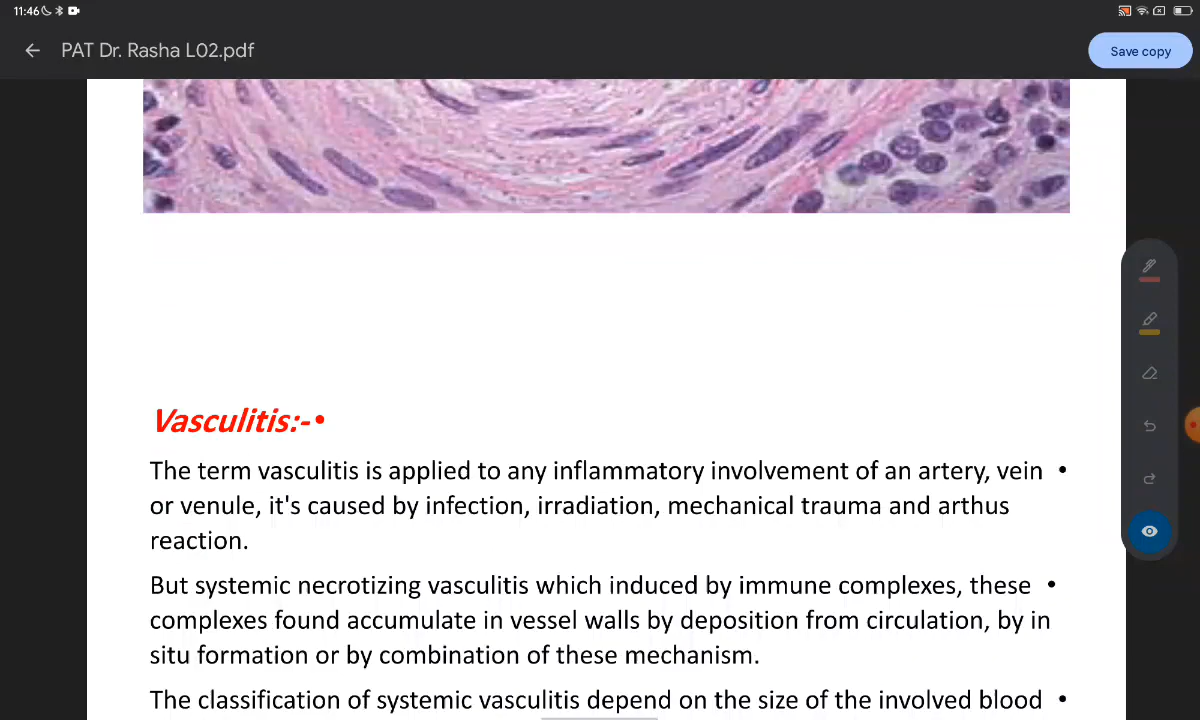 11:46
PAT Dr. Rasha L02.pdf
Save copy
Vasculitis:-•
The term vasculitis is applied to any inflammatory involvement of an artery, vein •
or venule, it's caused by infection, irradiation, mechanical trauma and arthus
reaction.
But systemic necrotizing vasculitis which induced by immune complexes, these •
complexes found accumulate in vessel walls by deposition from circulation, by in
situ formation or by combination of these mechanism.
The classification of systemic vasculitis depend on the size of the involved blood •